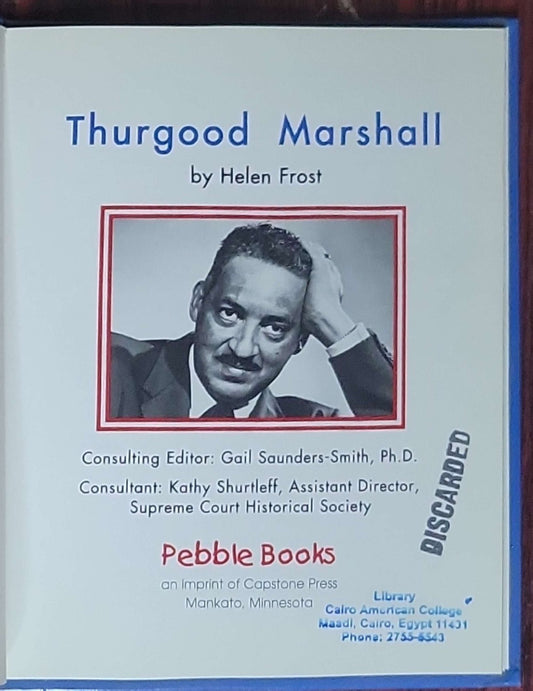 Thurgood Marshall
by Helen Frost
Consulting Editor: Gail Saunders-Smith, Ph.D.
Consultant: Kathy Shurtleff, Assistant Director,
Supreme Court Historical Society
DISCARDED
Pebble Books
an imprint of Capstone Press
Mankato, Minnesota
Library
Cairo American College
Maadi, Cairo, Egypt 11431
Phone: 2755-5543